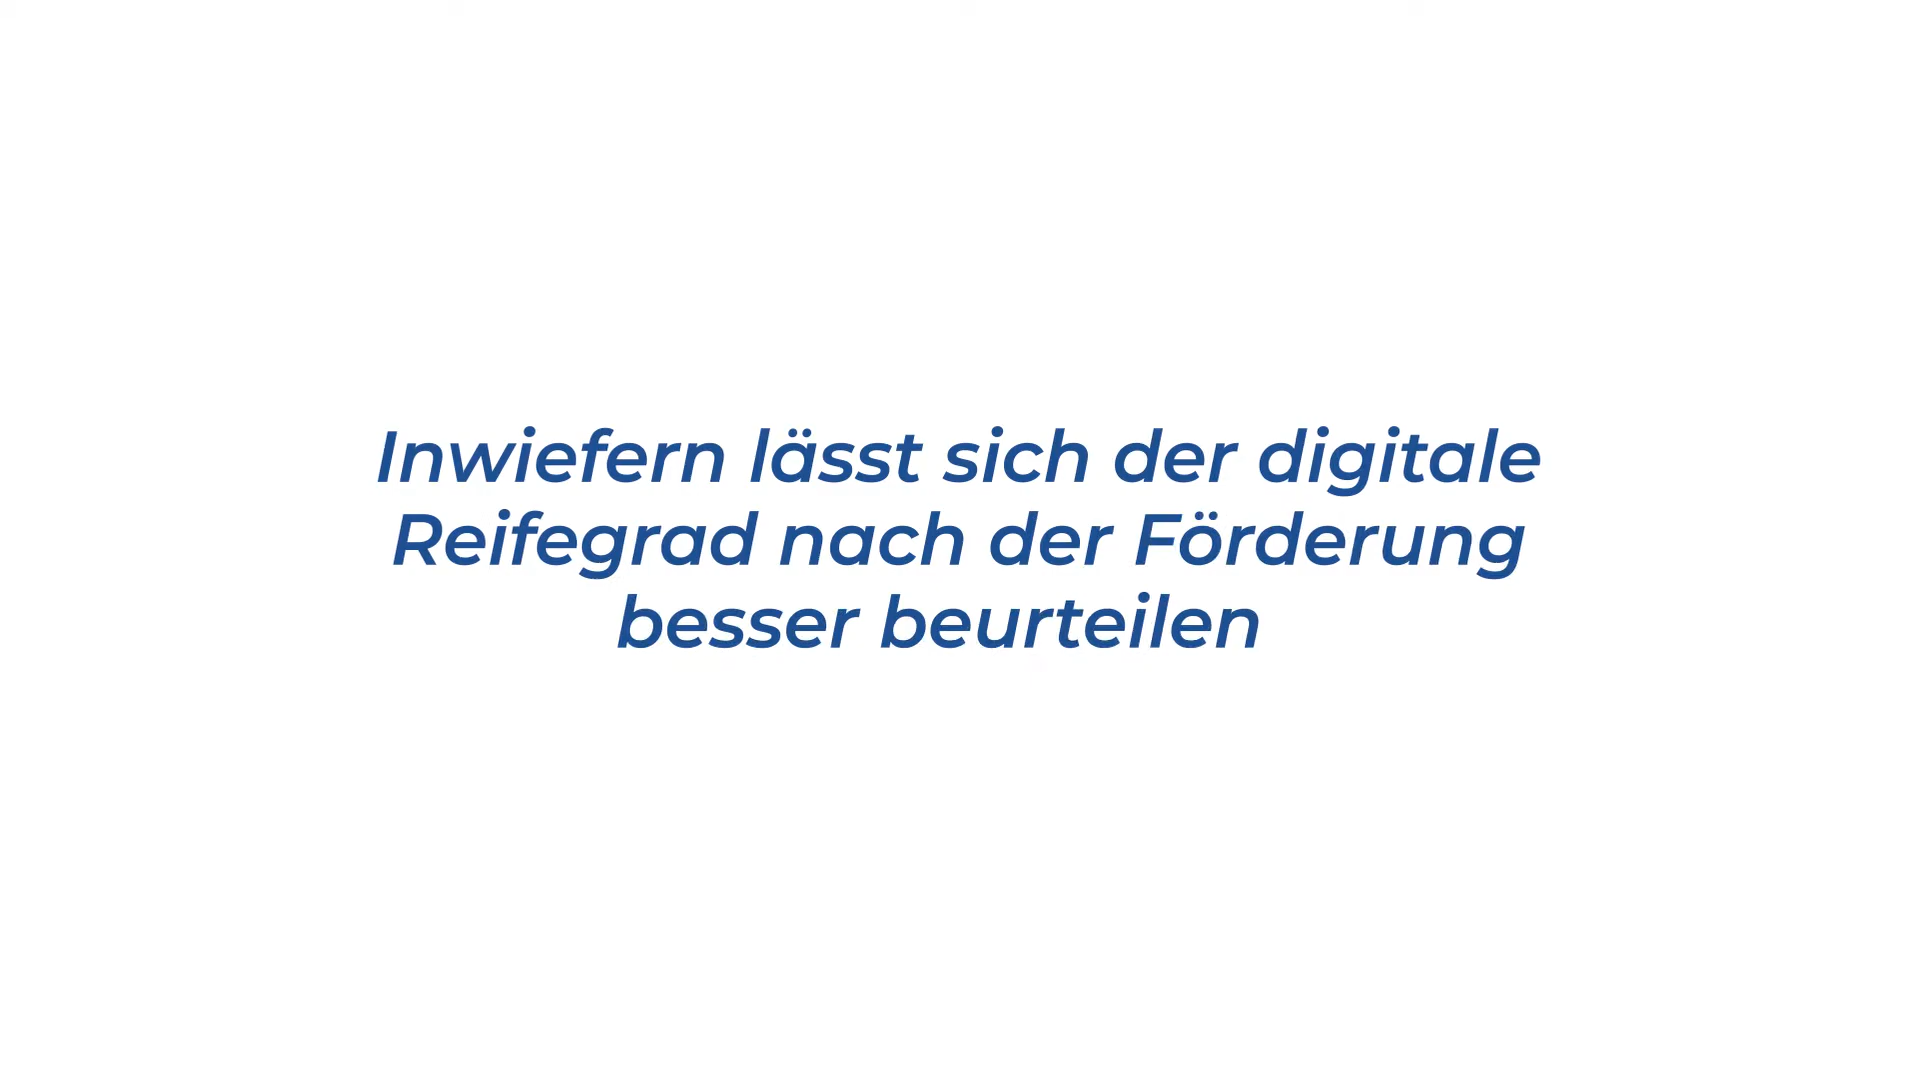 Inwiefern lässt sich der digitale
Reifegrad nach der Förderung
besser beurteilen